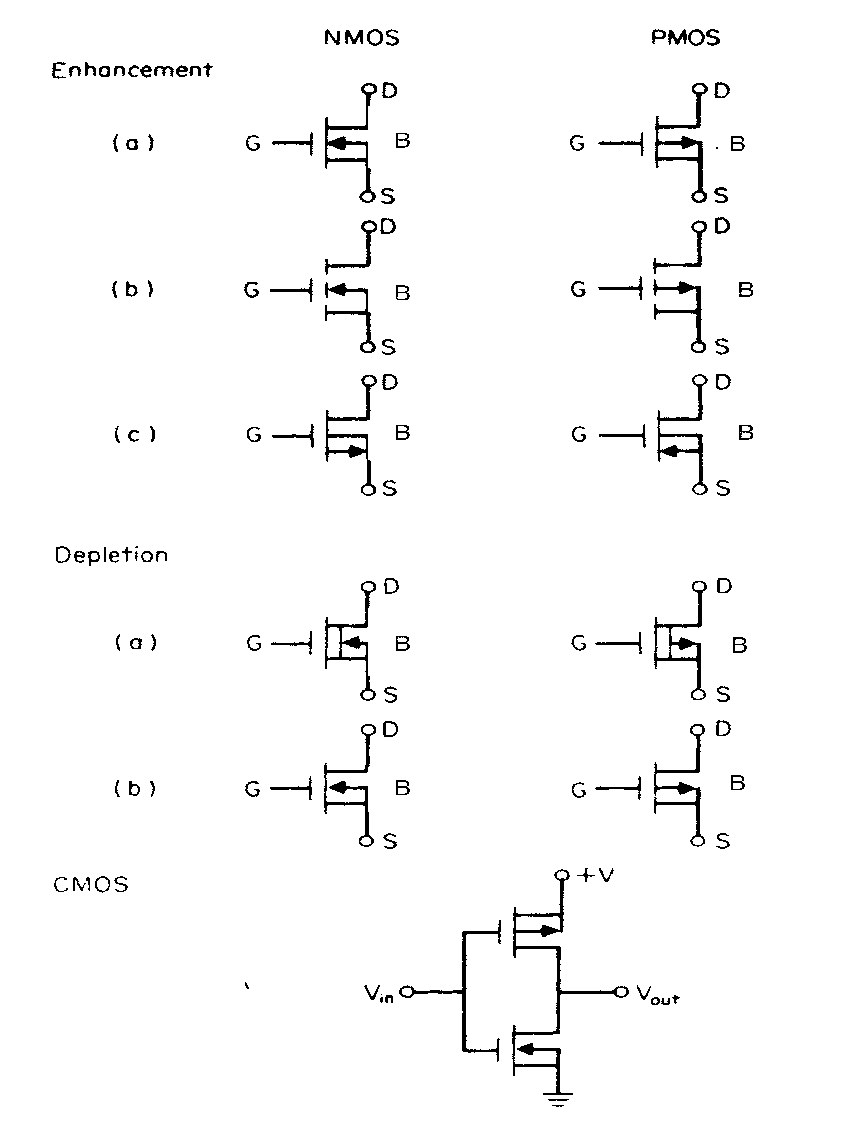 NMOS PMOS
Enhancement
D D
(a) G B G B
S S
D D
(b) G B G B
S S
D D
(c) G B G B
S S
Depletion
D D
(a) G B G B
S S
D D
(b) G B G B
S S
CMOS
+V
Vin Vout